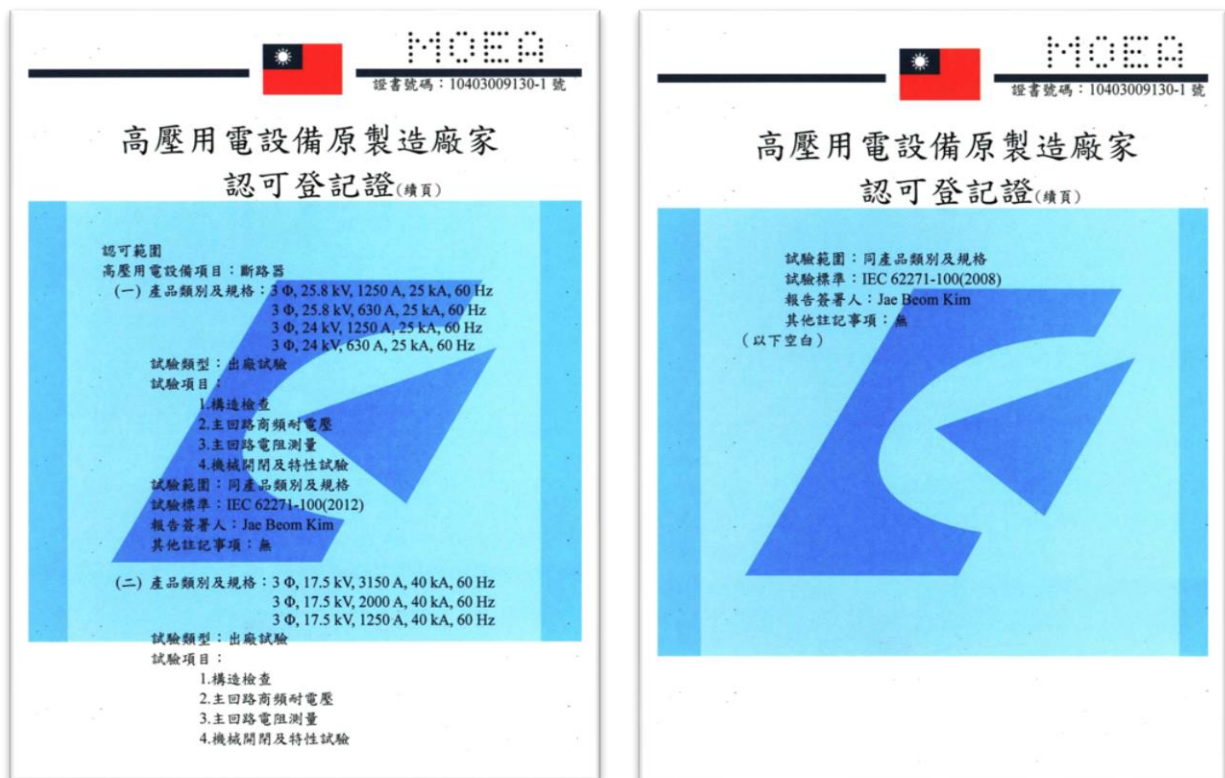 MOEA
證書號碼：10403009130-1 號
高壓用電設備原製造廠家
認可登記證(續頁)
認可範圍
高壓用電設備項目：斷路器
(一) 產品類別及規格：3 Φ, 25.8 kV, 1250 A, 25 kA, 60 Hz
3 Φ, 25.8 kV, 630 A, 25 kA, 60 Hz
3 Φ, 24 kV, 1250 A, 25 kA, 60 Hz
3 Φ, 24 kV, 630 A, 25 kA, 60 Hz
試驗類型：出廠試驗
試驗項目：
1.構造檢查
2.主回路商頻耐電壓
3.主回路電阻測量
4.機械開閉及特性試驗
試驗範圍：同產品類別及規格
試驗標準：IEC 62271-100(2012)
報告簽署人：Jae Beom Kim
其他註記事項：無
(二) 產品類別及規格：3 Φ, 17.5 kV, 3150 A, 40 kA, 60 Hz
3 Φ, 17.5 kV, 2000 A, 40 kA, 60 Hz
3 Φ, 17.5 kV, 1250 A, 40 kA, 60 Hz
試驗類型：出廠試驗
試驗項目：
1.構造檢查
2.主回路商頻耐電壓
3.主回路電阻測量
4.機械開閉及特性試驗
MOEA
證書號碼：10403009130-1 號
高壓用電設備原製造廠家
認可登記證(續頁)
試驗範圍：同產品類別及規格
試驗標準：IEC 62271-100(2008)
報告簽署人：Jae Beom Kim
其他註記事項：無
(以下空白)